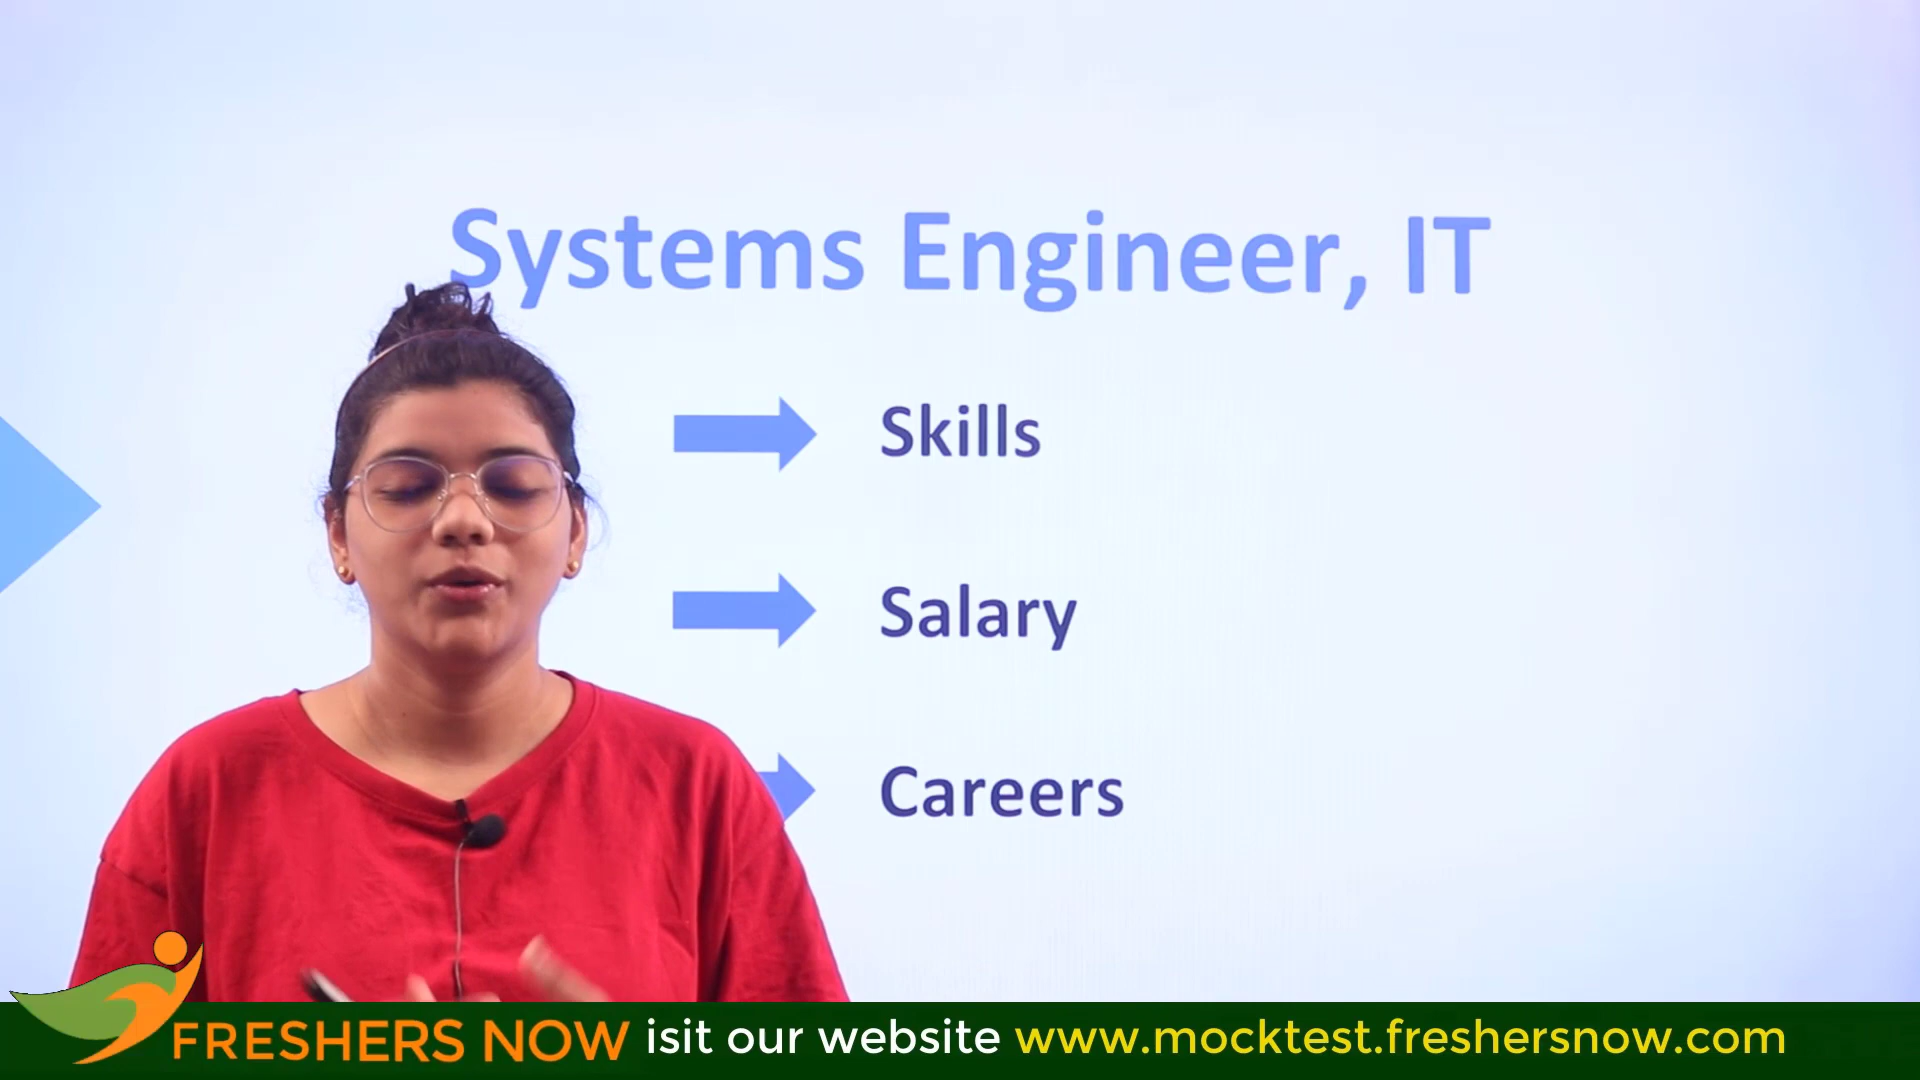 Systems Engineer, IT
Skills
Salary
Careers
FRESHERS NOW isit our website www.mocktest.freshersnow.com